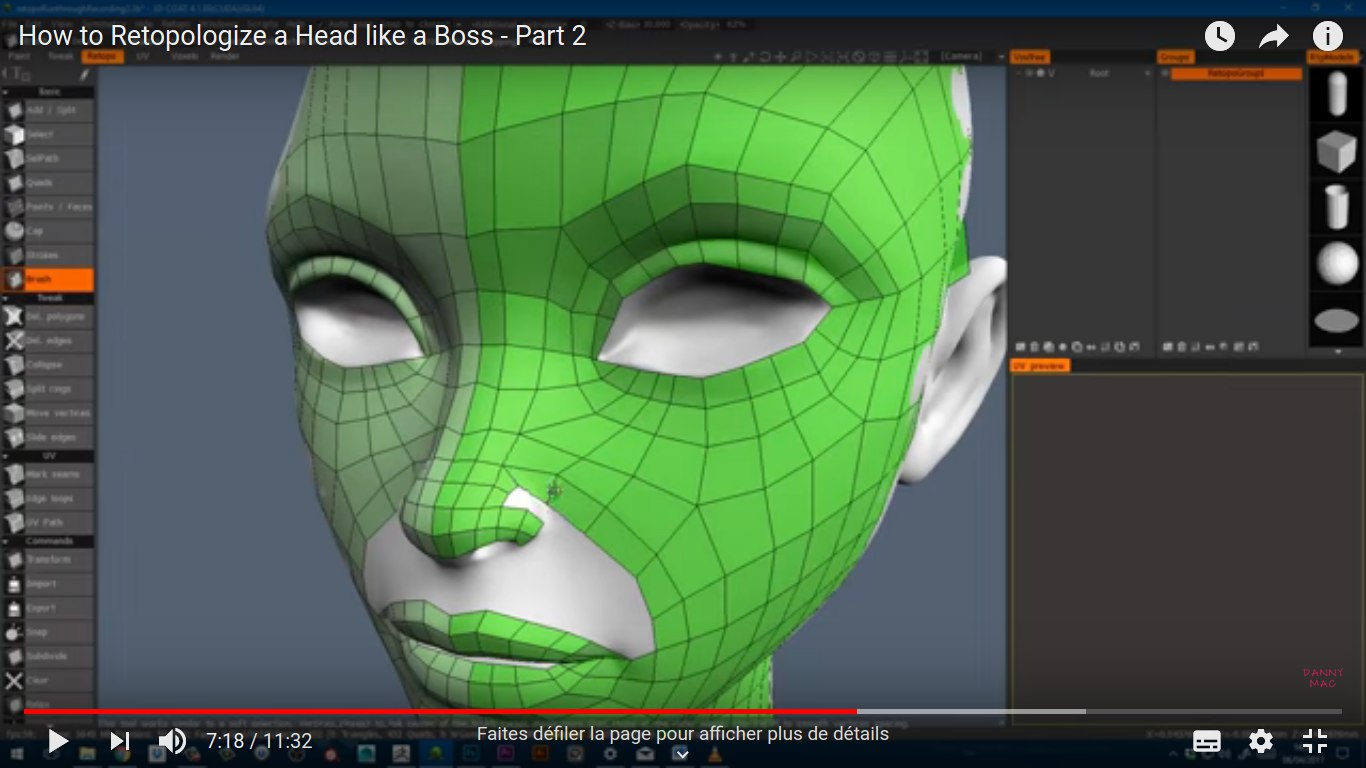 How to Retopologize a Head like a Boss - Part 2
Paint Tweak Retopo UV Voxels Render
[Camera]
VoxTree
Groups
Root
RetopoGroup1
Basic
Add / Split
Select
SelPath
Quads
Points / Faces
Cap
Strokes
Brush
Tweak
Del. polygons
Del. edges
Collapse
Split rings
Move vertices
Slide edges
UV
Mark seams
Edge loops
UV Path
Commands
Transform
Import
Export
Snap
Subdivide
Clear
Relax
UV preview
DANNY
MAC
7:18 / 11:32
Faites défiler la page pour afficher plus de détails